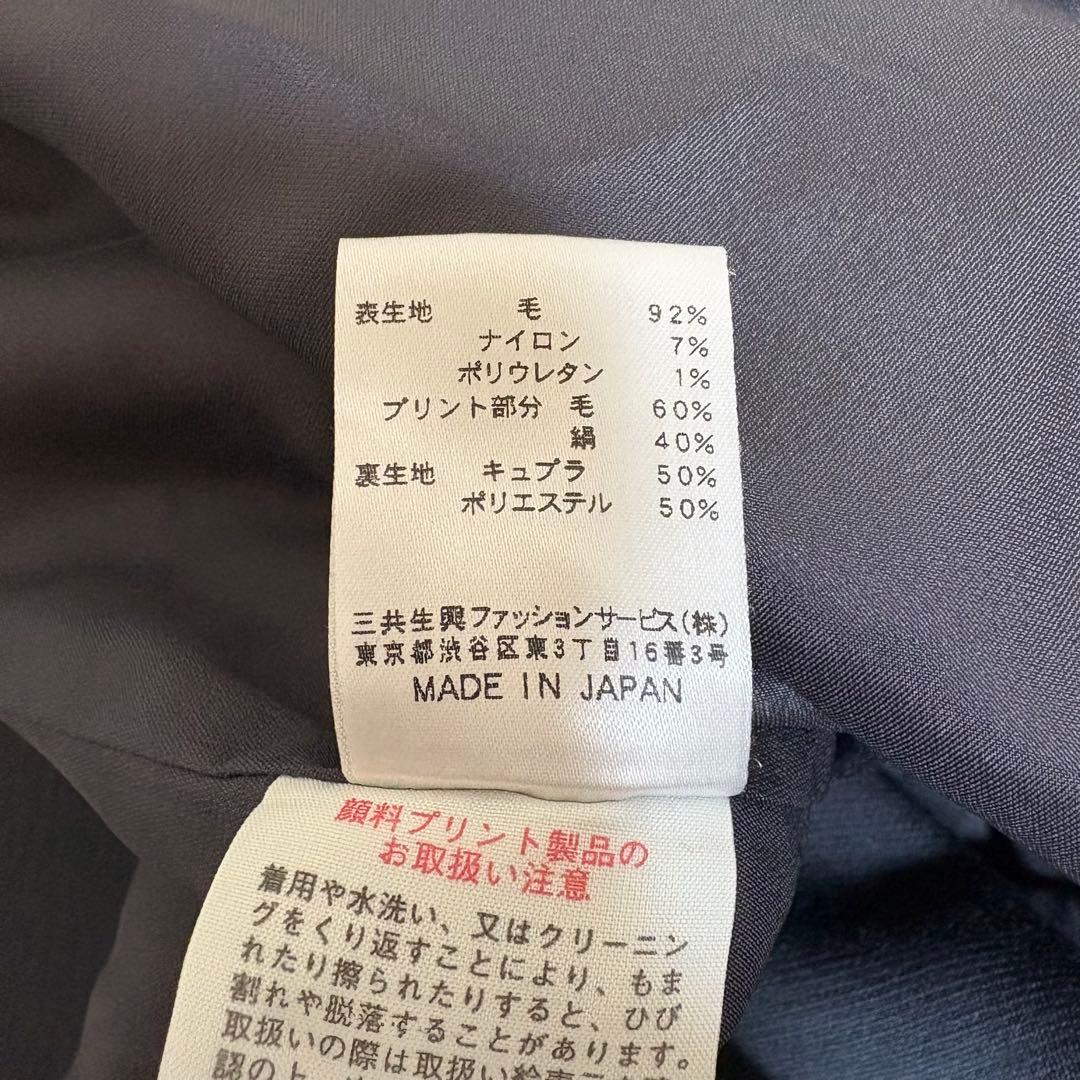 表生地 毛 92%
ナイロン 7%
ポリウレタン 1%
プリント部分 毛 60%
絹 40%
裏生地 キュプラ 50%
ポリエステル 50%
三共生興ファッションサービス(株)
東京都渋谷区東3丁目16番3号
MADE IN JAPAN
顔料プリント製品の
お取扱い注意
着用や水洗い、又はクリーニン
グをくり返すことにより、もま
れたり擦られたりすると、ひび
割れや脱落することがあります。
取扱いの際は取扱い絵表示
認の上